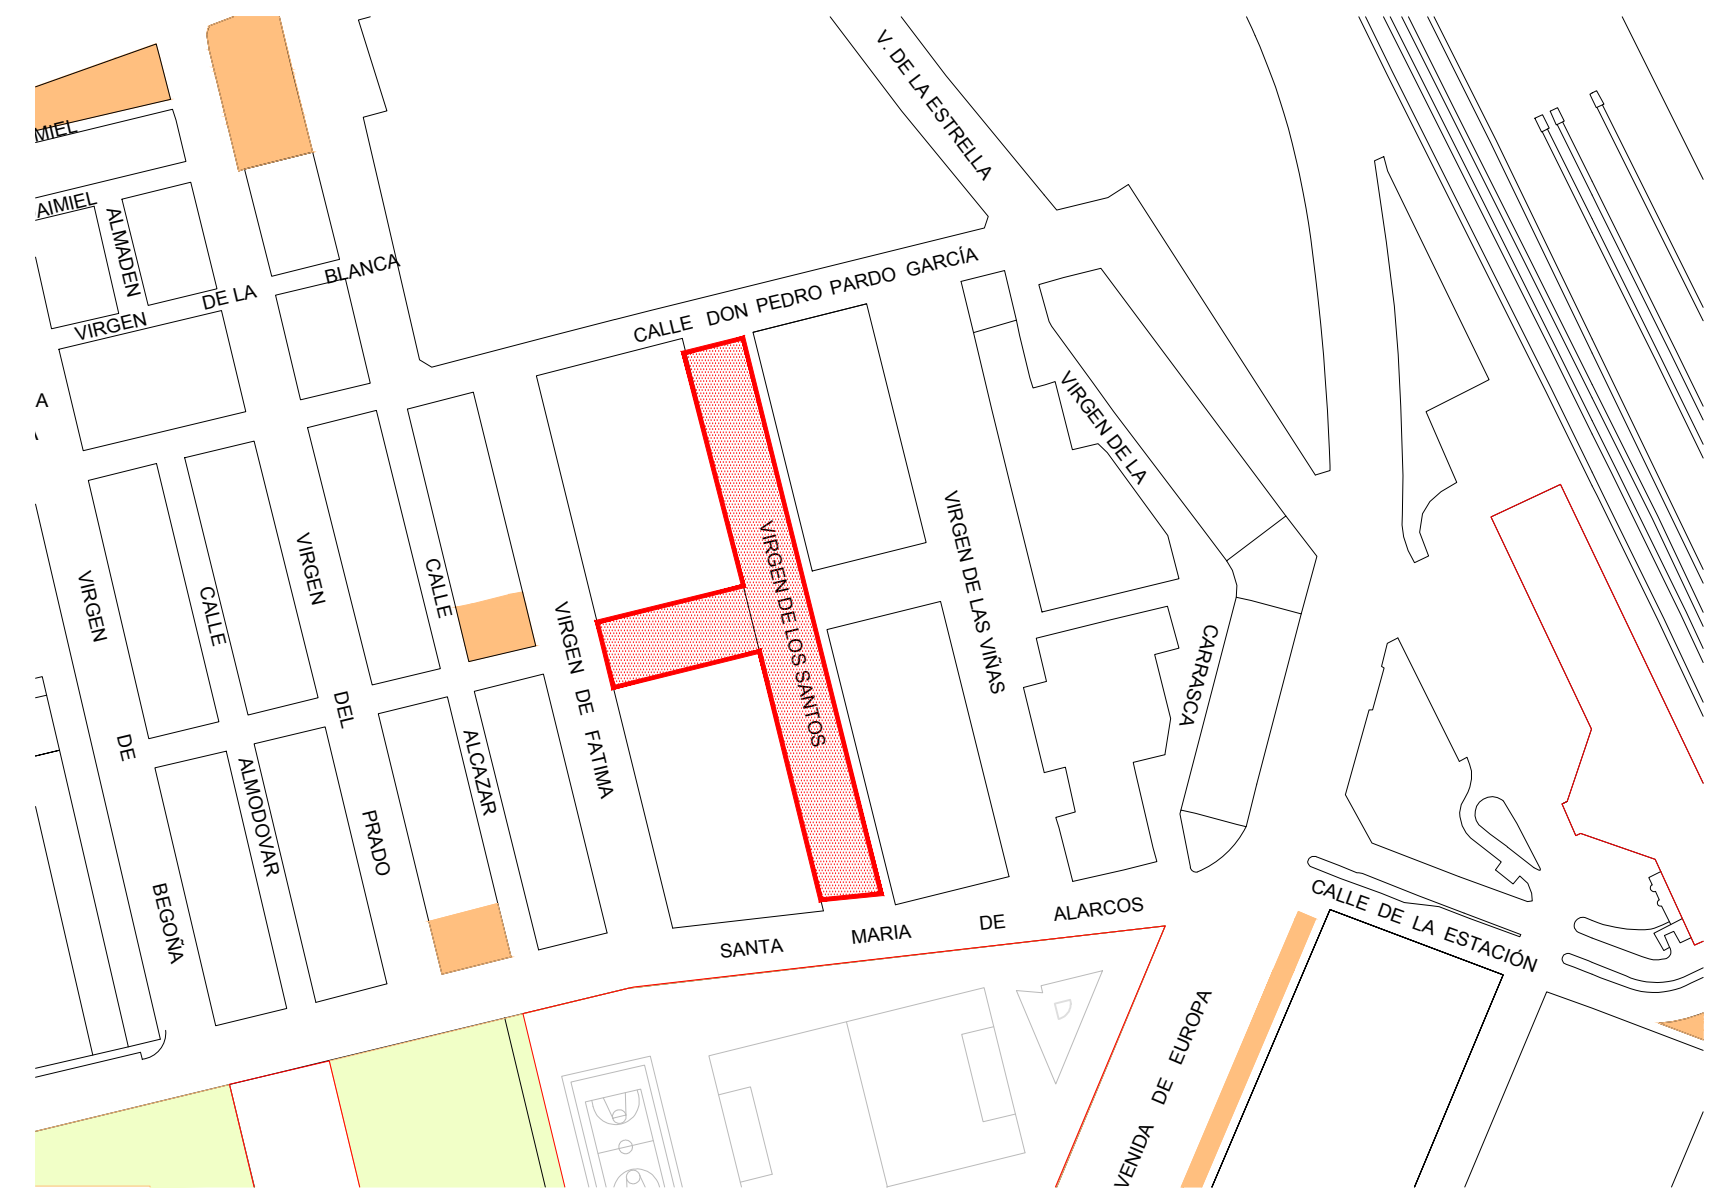 MIEL
AIMIEL
ALMADEN
VIRGEN DE LA BLANCA
A
V. DE LA ESTRELLA
CALLE DON PEDRO PARDO GARCÍA
VIRGEN DE LA CARRASCA
VIRGEN DE LAS VIÑAS
VIRGEN DE LOS SANTOS
VIRGEN DE FATIMA
CALLE ALCAZAR
VIRGEN DEL PRADO
CALLE ALMODOVAR
VIRGEN DE BEGOÑA
SANTA MARIA DE ALARCOS
CALLE DE LA ESTACIÓN
VENIDA DE EUROPA